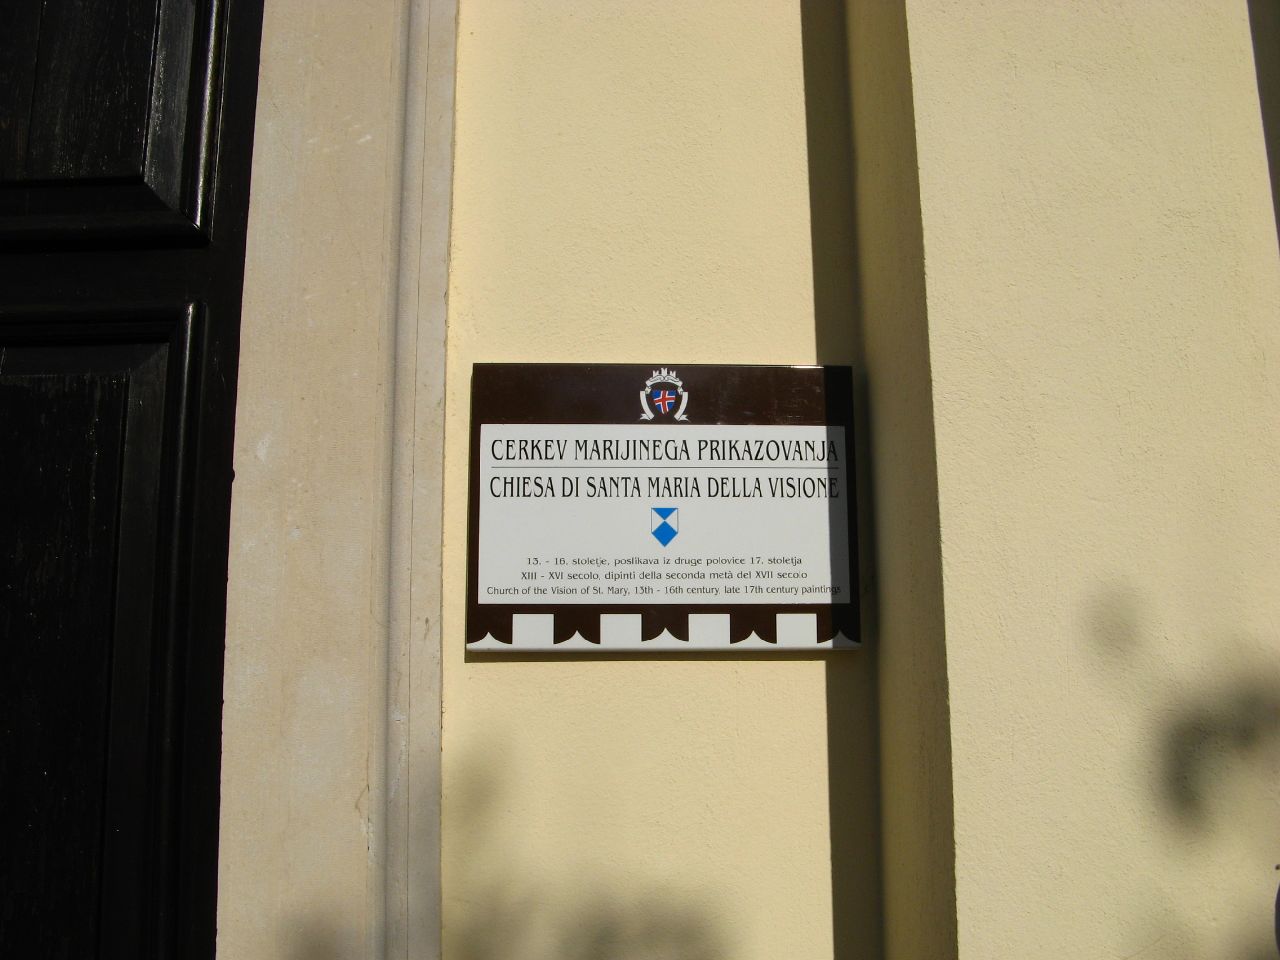 CERKEV MARIJINEGA PRIKAZOVANJA
CHIESA DI SANTA MARIA DELLA VISIONE
13. - 16. stoletje, poslikava iz druge polovice 17. stoletja
XIII - XVI secolo, dipinti della seconda metà del XVII secolo
Church of the Vision of St. Mary, 13th - 16th century, late 17th century paintings